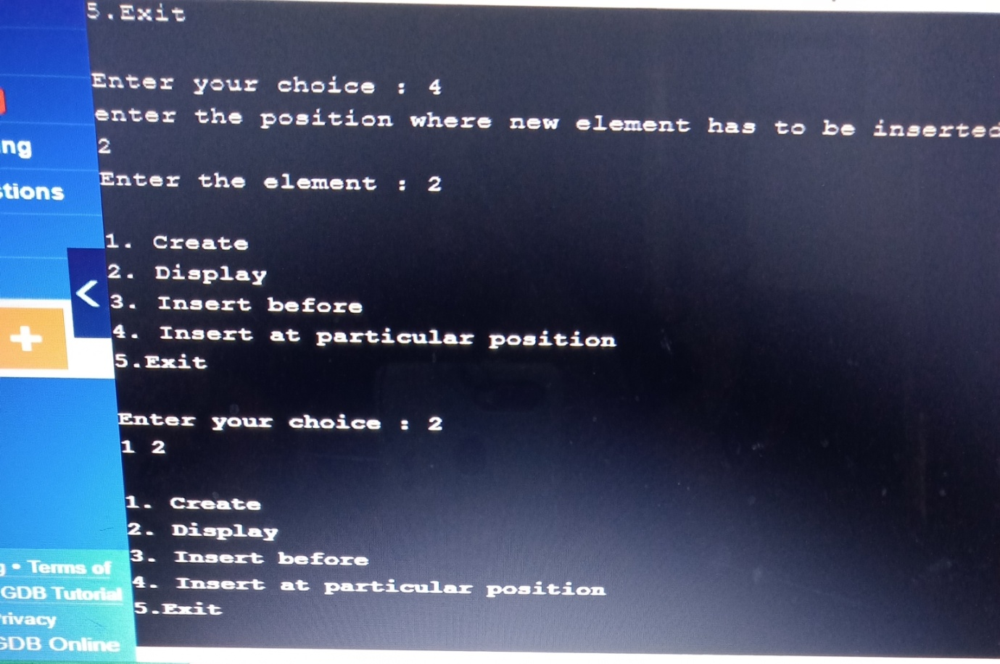 5.Exit
Enter your choice : 4
enter the position where new element has to be inserted
2
Enter the element : 2
1. Create
2. Display
3. Insert before
4. Insert at particular position
5.Exit
Enter your choice : 2
1 2
1. Create
2. Display
3. Insert before
4. Insert at particular position
5.Exit
ng
stions
<
+
• Terms of
GDB Tutorial
rivacy
GDB Online